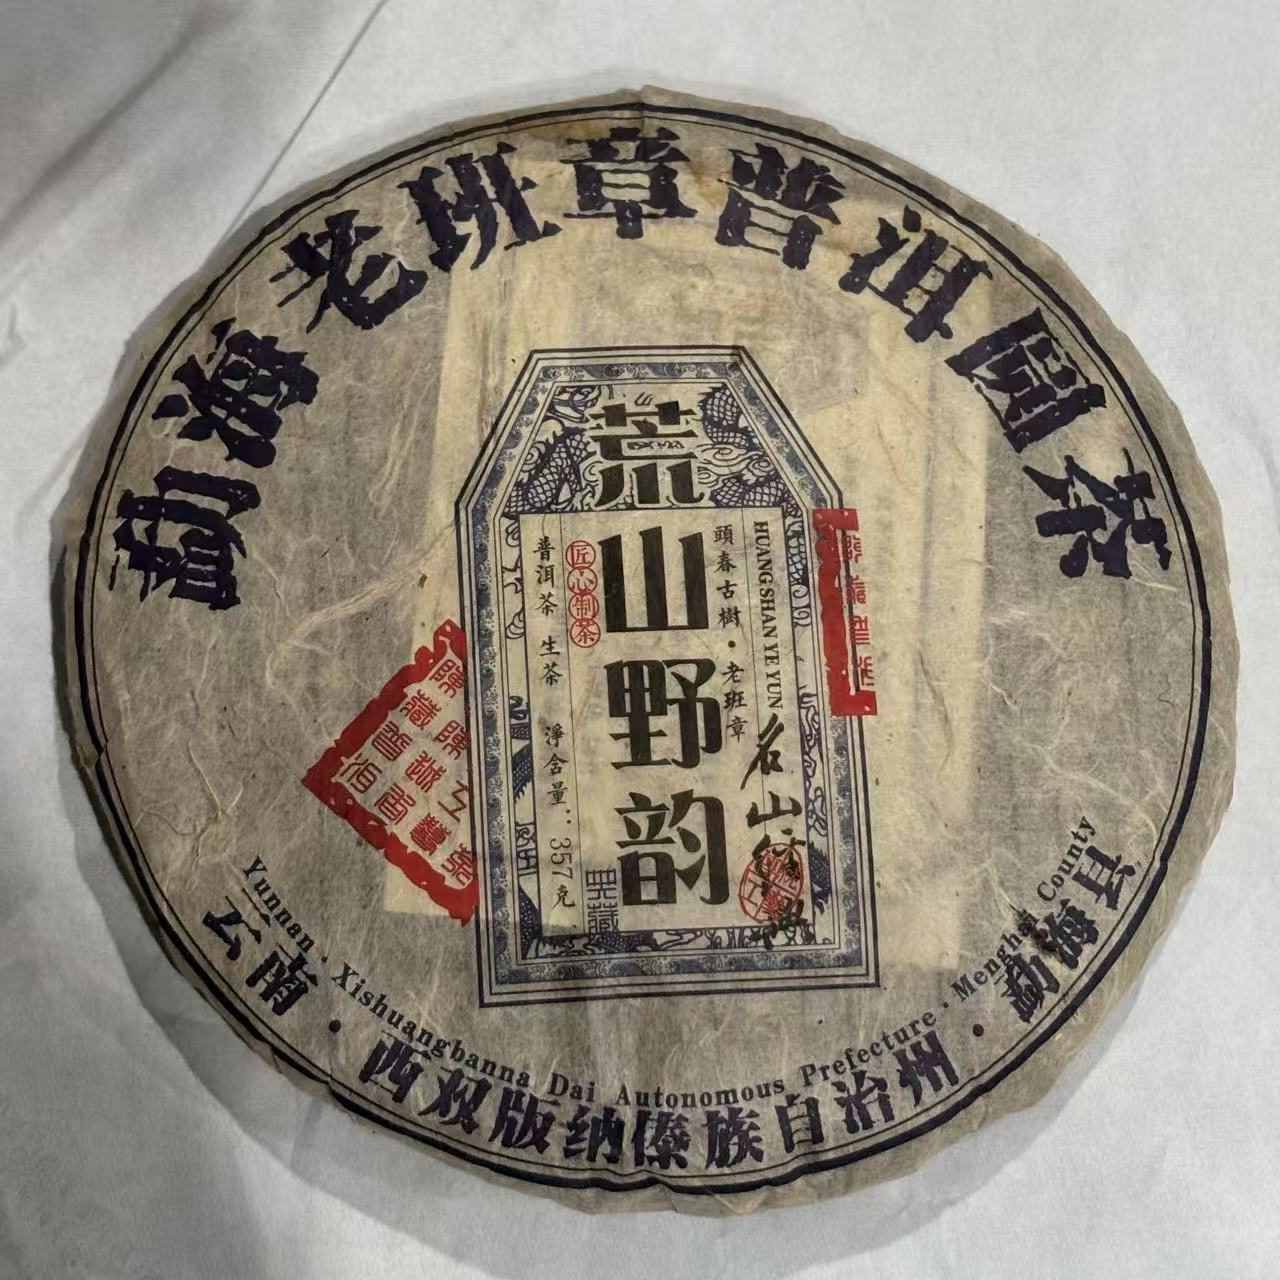 勐海老班章普洱圆茶
荒山野韵
HUANG SHAN YE YUN
頭春古樹·老班章
名山
匠心制茶
普洱茶 生茶 淨含量:357克
典藏
Yunnan · Xishuangbanna Dai Autonomous Prefecture · Menghai County
云南·西双版纳傣族自治州·勐海县